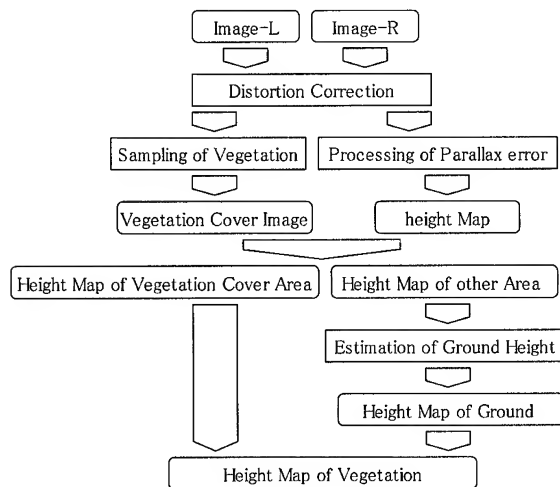 Image-L
Image-R
Distortion Correction
Sampling of Vegetation
Processing of Parallax error
Vegetation Cover Image
height Map
Height Map of Vegetation Cover Area
Height Map of other Area
Estimation of Ground Height
Height Map of Ground
Height Map of Vegetation